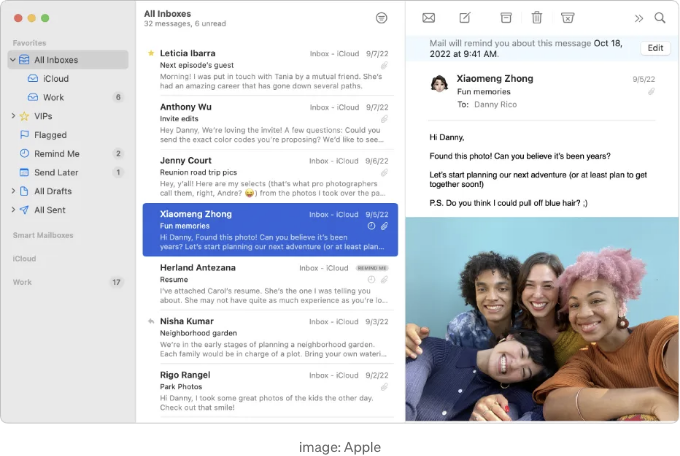 Favorites
All Inboxes
iCloud
Work 6
VIPs
Flagged
Remind Me 2
Send Later 1
All Drafts
All Sent
Smart Mailboxes
iCloud
Work 17
All Inboxes
32 messages, 6 unread
Leticia Ibarra Inbox - iCloud 9/7/22
Next episode's guest
Morning! I was put in touch with Tania by a mutual friend. She's
had an amazing career that has gone down several paths.
Anthony Wu Inbox - iCloud 9/7/22
Invite edits
Hey Danny, We're loving the invite! A few questions: Could you
send the exact color codes you're proposing? We'd like to see...
Jenny Court Inbox - iCloud 9/6/22
Reunion road trip pics
Hey, y'all! Here are my selects (that's what pro photographers
call them, right, Andre? 😜) from the photos I took over the pa...
Xiaomeng Zhong Inbox - iCloud 9/5/22
Fun memories
Hi Danny, Found this photo! Can you believe it's been
years? Let's start planning our next adventure (or at least plan...
Herland Antezana Inbox - iCloud REMIND ME
Resume
I've attached Carol's resume. She's the one I was telling you
about. She may not have quite as much experience as you're lo...
Nisha Kumar Inbox - iCloud 9/3/22
Neighborhood garden
We're in the early stages of planning a neighborhood garden.
Each family would be in charge of a plot. Bring your own wateri...
Rigo Rangel Inbox - iCloud 9/2/22
Park Photos
Hi Danny, I took some great photos of the kids the other day.
Check out that smile!
Mail will remind you about this message Oct 18,
2022 at 9:41 AM.
Edit
Xiaomeng Zhong 9/5/22
Fun memories
To: Danny Rico
Hi Danny,
Found this photo! Can you believe it's been years?
Let's start planning our next adventure (or at least plan to get
together soon!)
P.S. Do you think I could pull off blue hair? ;)
image: Apple